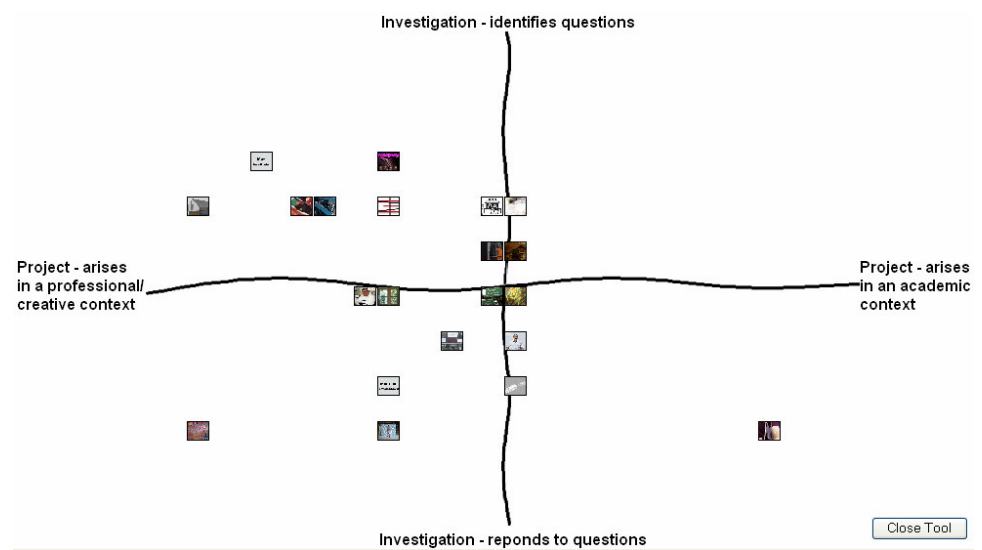 Investigation - identifies questions
Project - arises
in a professional/
creative context
Project - arises
in an academic
context
Close Tool
Investigation - reponds to questions